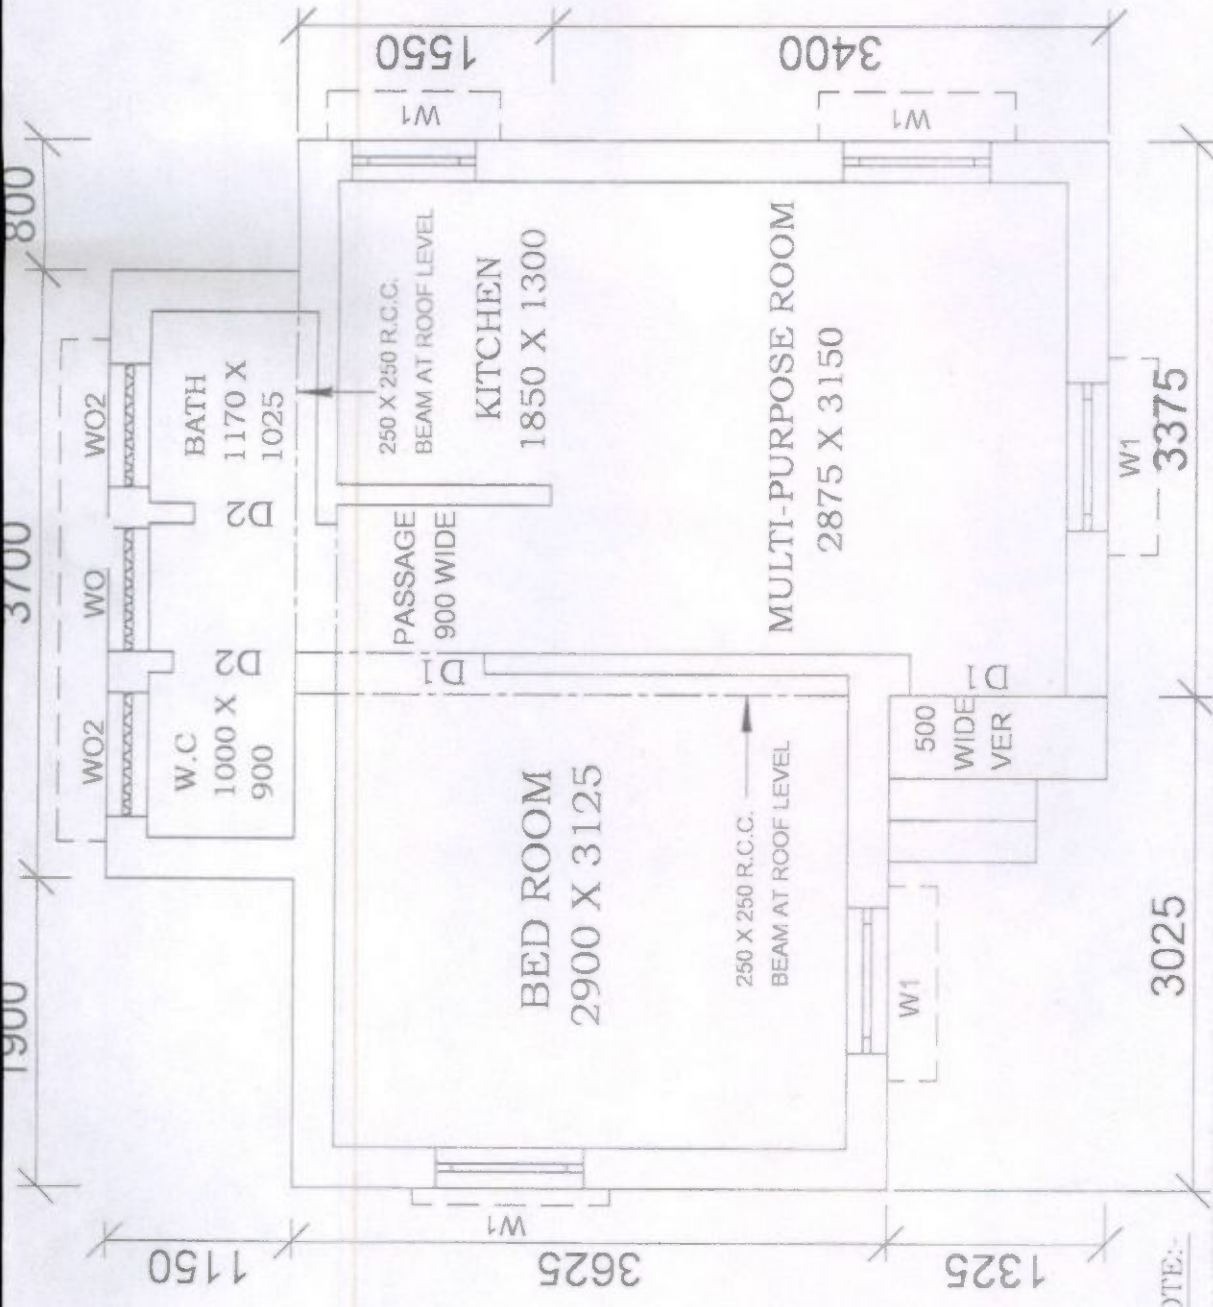 800
3700
1900
1550
3400
W1
W1
WO2
WO
WO2
BATH
1170 X
1025
D2
D2
W.C
1000 X
900
250 X 250 R.C.C.
BEAM AT ROOF LEVEL
KITCHEN
1850 X 1300
PASSAGE
900 WIDE
D1
MULTI-PURPOSE ROOM
2875 X 3150
D1
500
WIDE
VER
BED ROOM
2900 X 3125
250 X 250 R.C.C.
BEAM AT ROOF LEVEL
W1
W1
W1
3375
3025
1150
3625
1325
OTE:-